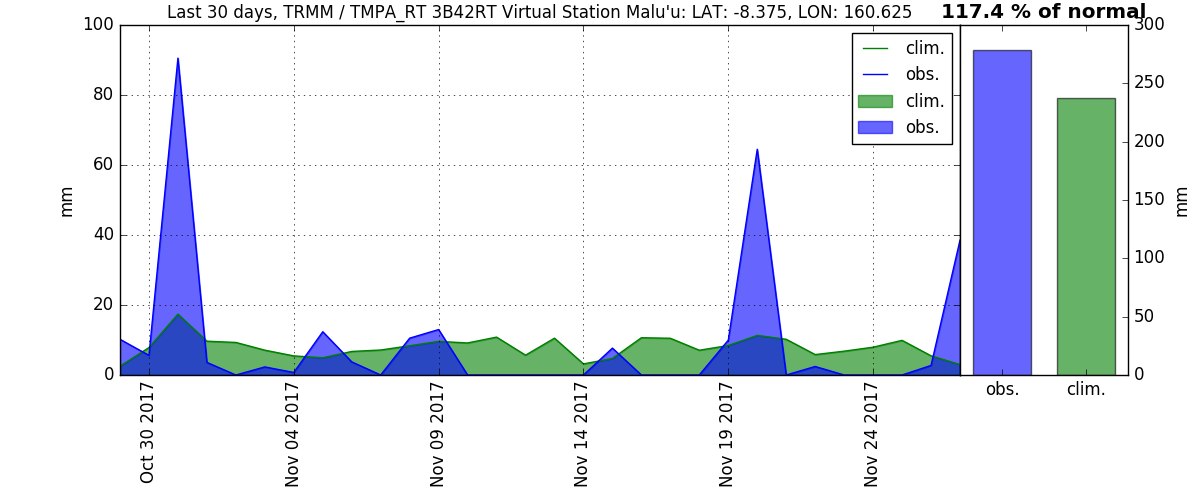 Last 30 days, TRMM / TMPA_RT 3B42RT Virtual Station Malu'u: LAT: -8.375, LON: 160.625
117.4 % of normal
100
80
60
40
20
0
mm
clim.
obs.
clim.
obs.
300
250
200
150
100
50
0
mm
Oct 30 2017
Nov 04 2017
Nov 09 2017
Nov 14 2017
Nov 19 2017
Nov 24 2017
obs.
clim.